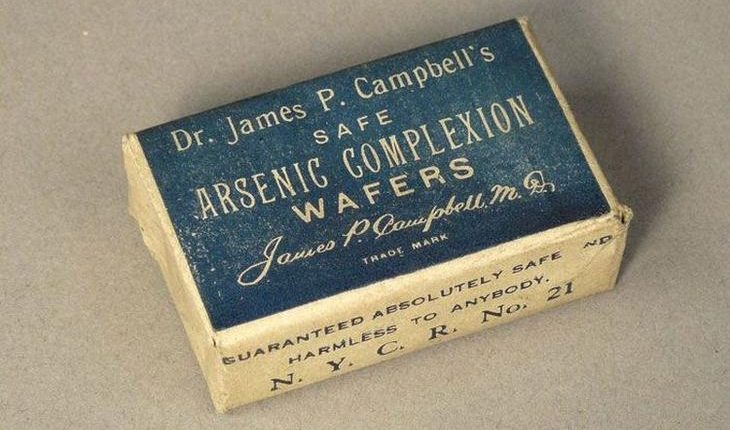 Dr. James P. Campbell's
SAFE
ARSENIC COMPLEXION
WAFERS
James P. Campbell, M. D.
TRADE MARK
GUARANTEED ABSOLUTELY SAFE ND
HARMLESS TO ANYBODY.
N. Y. C. R. No. 21